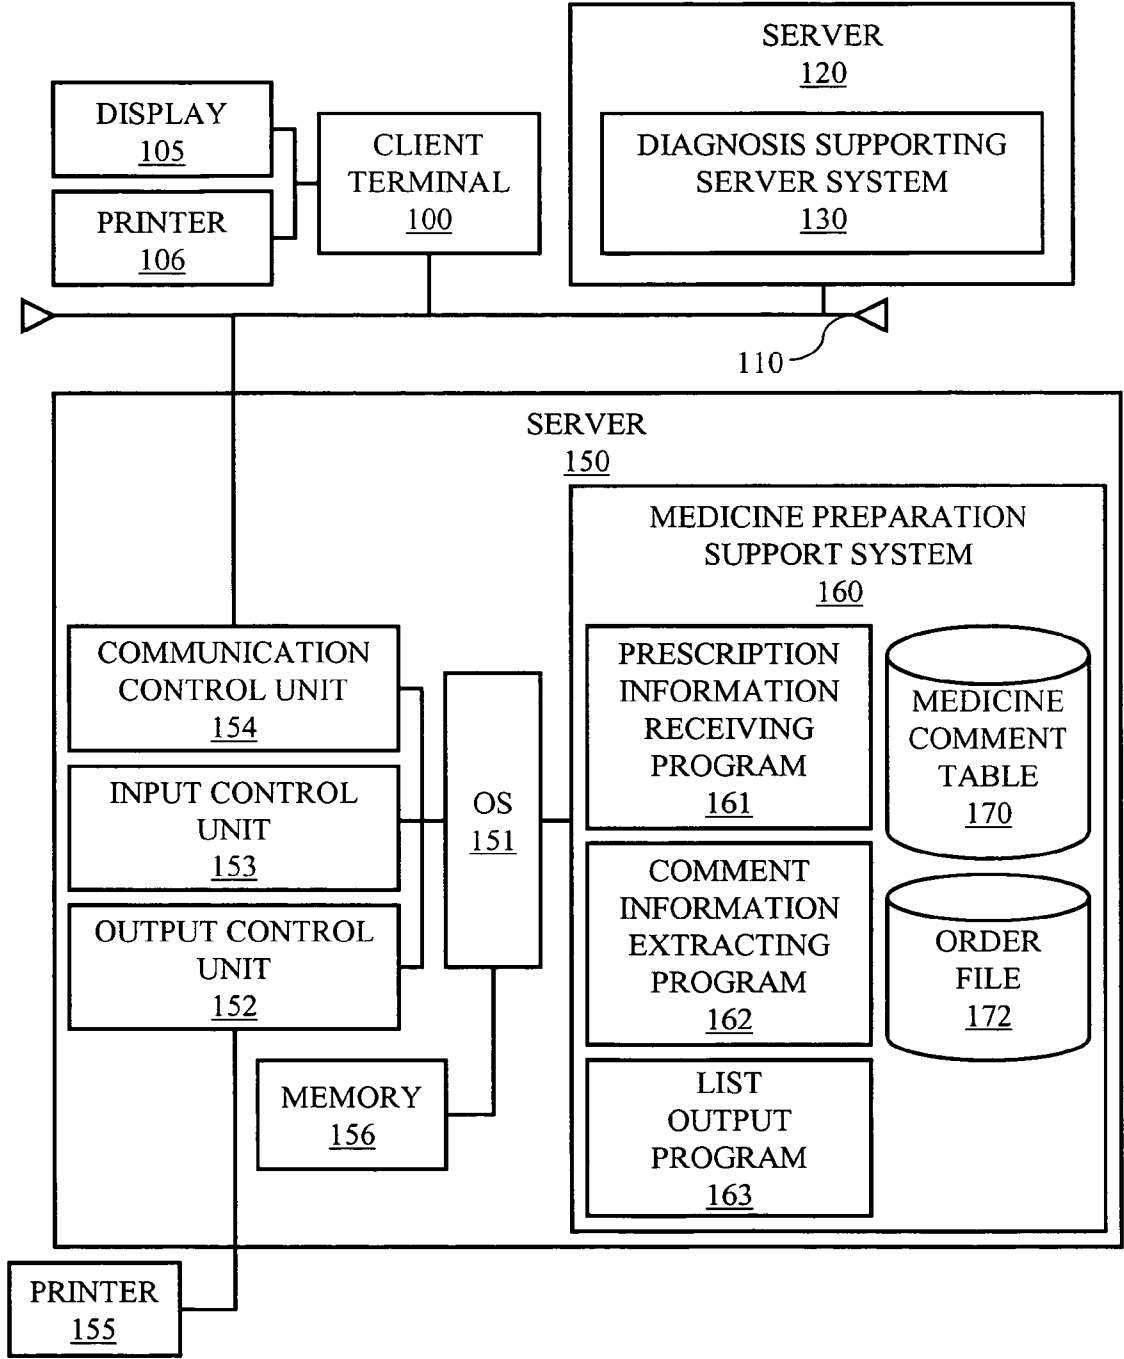 SERVER
120
DISPLAY
105
CLIENT
TERMINAL
100
DIAGNOSIS SUPPORTING
SERVER SYSTEM
130
PRINTER
106
110
SERVER
150
MEDICINE PREPARATION
SUPPORT SYSTEM
160
COMMUNICATION
CONTROL UNIT
154
INPUT CONTROL
UNIT
153
OUTPUT CONTROL
UNIT
152
OS
151
MEMORY
156
PRESCRIPTION
INFORMATION
RECEIVING
PROGRAM
161
MEDICINE
COMMENT
TABLE
170
COMMENT
INFORMATION
EXTRACTING
PROGRAM
162
ORDER
FILE
172
LIST
OUTPUT
PROGRAM
163
PRINTER
155